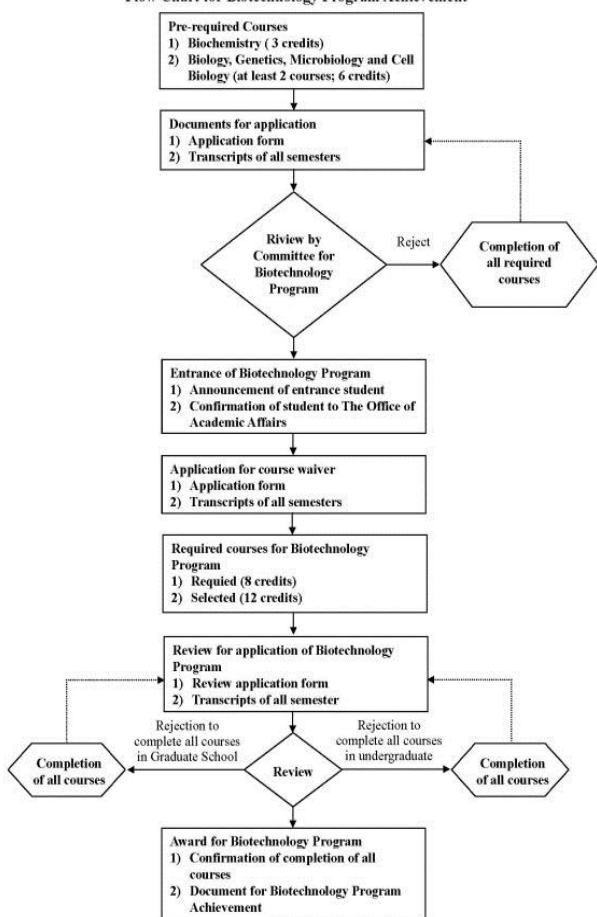 Flow Chart for Biotechnology Program Achievement
Pre-required Courses
1) Biochemistry ( 3 credits)
2) Biology, Genetics, Microbiology and Cell
Biology (at least 2 courses; 6 credits)
Documents for application
1) Application form
2) Transcripts of all semesters
Riview by
Committee for
Biotechnology
Program
Reject
Completion of
all required
courses
Entrance of Biotechnology Program
1) Announcement of entrance student
2) Confirmation of student to The Office of
Academic Affairs
Application for course waiver
1) Application form
2) Transcripts of all semesters
Required courses for Biotechnology
Program
1) Requied (8 credits)
2) Selected (12 credits)
Review for application of Biotechnology
Program
1) Review application form
2) Transcripts of all semester
Rejection to
complete all courses
in Graduate School
Rejection to
complete all courses
in undergraduate
Completion
of all courses
Review
Completion
of all courses
Award for Biotechnology Program
1) Confirmation of completion of all
courses
2) Document for Biotechnology Program
Achievement